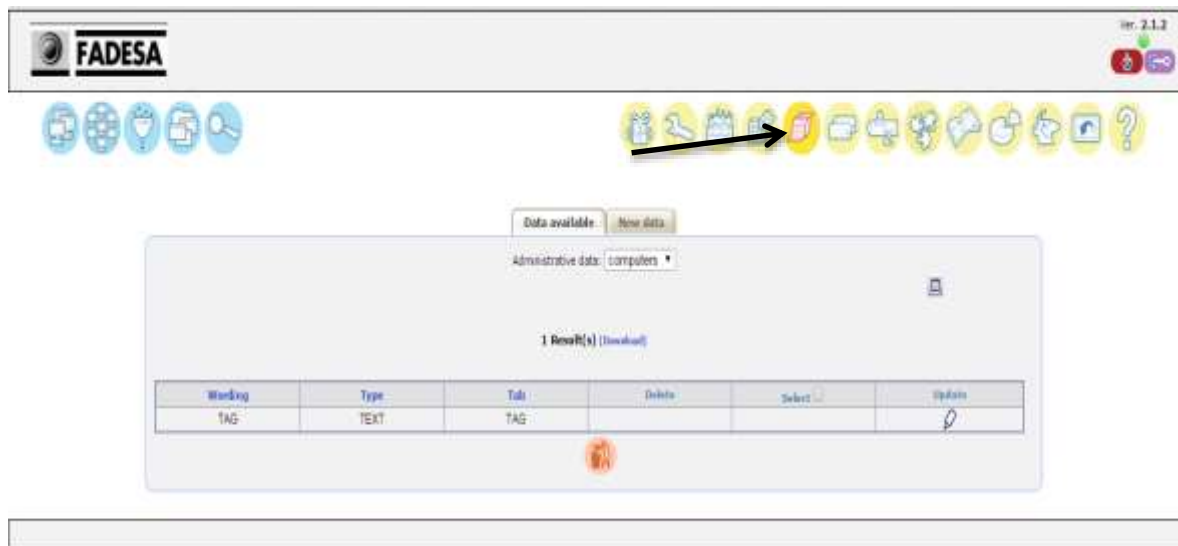 Ver. 2.1.2
FADESA
Data available New data
Administrative data: computers
1 Result(s) (Download)
Wording Type Tab Delete Select Update
TAG TEXT TAG